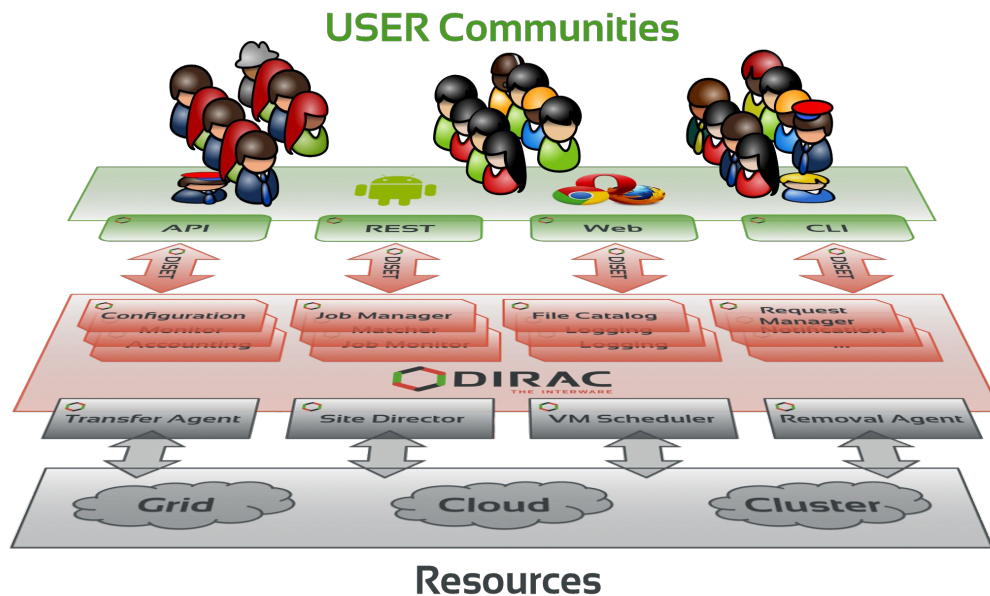 USER Communities
API
REST
Web
CLI
DISET
DISET
DISET
DISET
Configuration
Monitor
Accounting
Job Manager
Matcher
Job Monitor
File Catalog
Logging
Logging
Request
Manager
Notification
...
DIRAC
THE INTERWARE
Transfer Agent
Site Director
VM Scheduler
Removal Agent
Grid
Cloud
Cluster
Resources